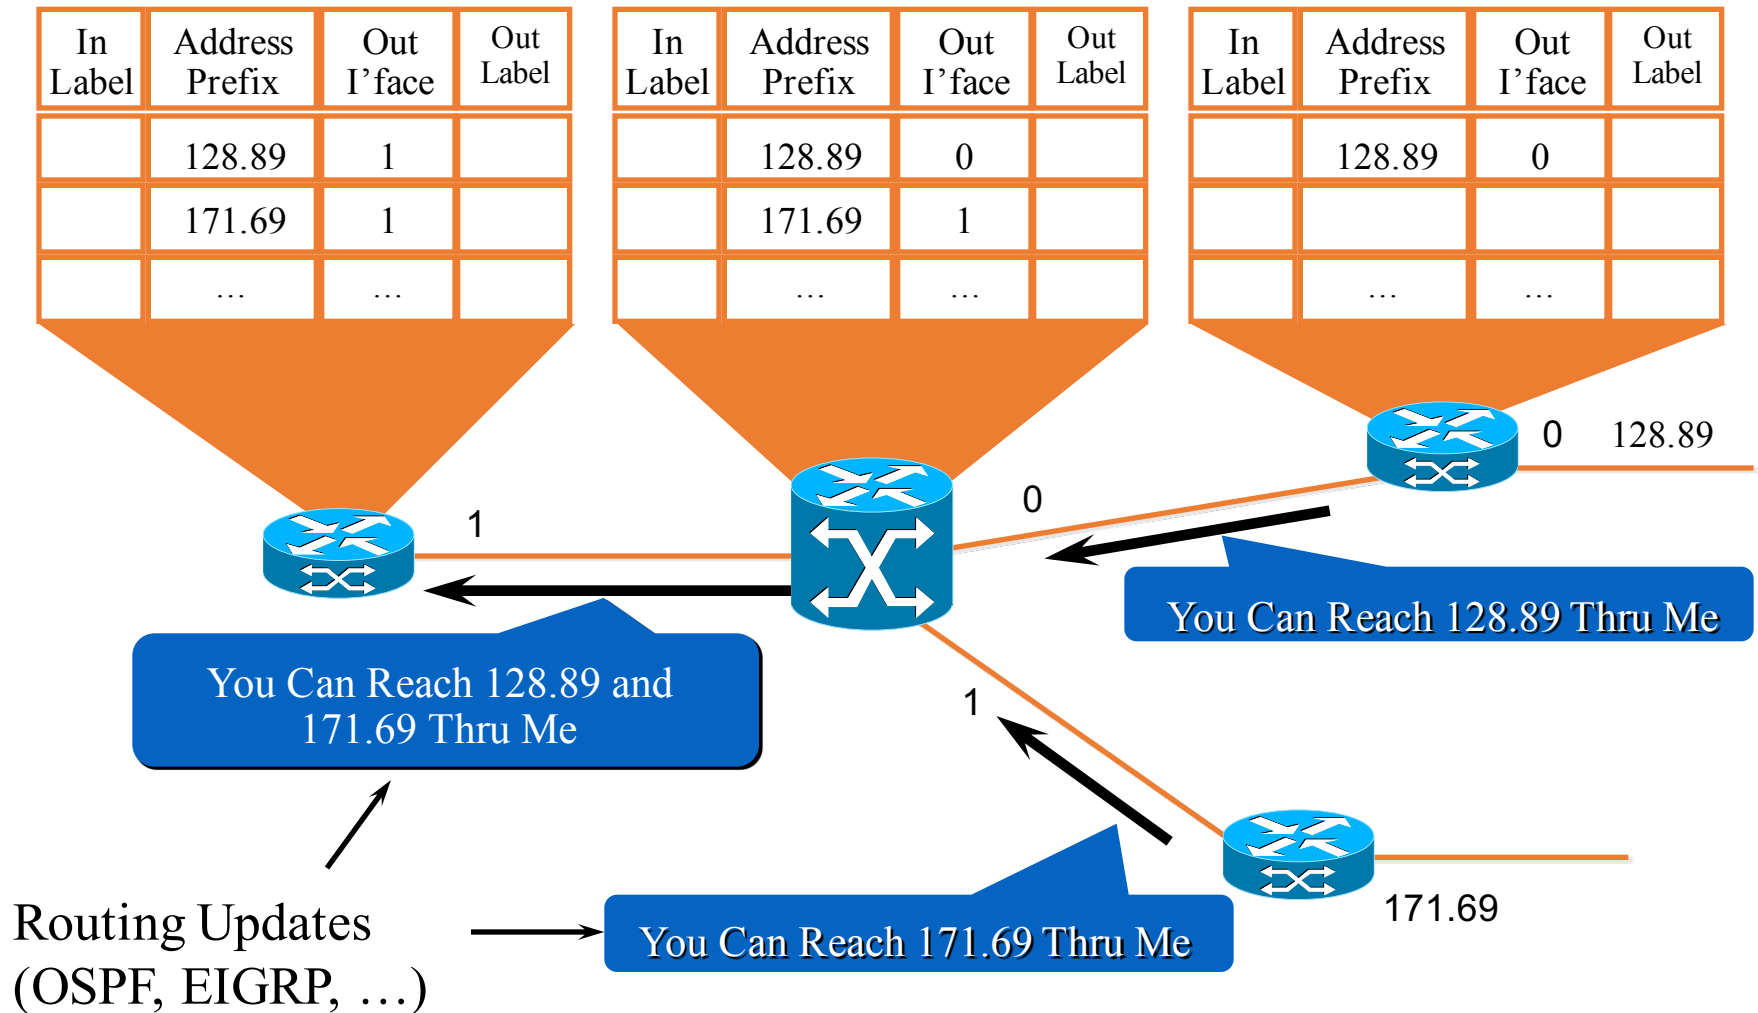 In Label Address Prefix Out I’face Out Label
128.89 1
171.69 1
… …
In Label Address Prefix Out I’face Out Label
128.89 0
171.69 1
… …
In Label Address Prefix Out I’face Out Label
128.89 0
… …
0 128.89
0
1
You Can Reach 128.89 Thru Me
You Can Reach 128.89 and
171.69 Thru Me
1
171.69
Routing Updates
(OSPF, EIGRP, …)
You Can Reach 171.69 Thru Me